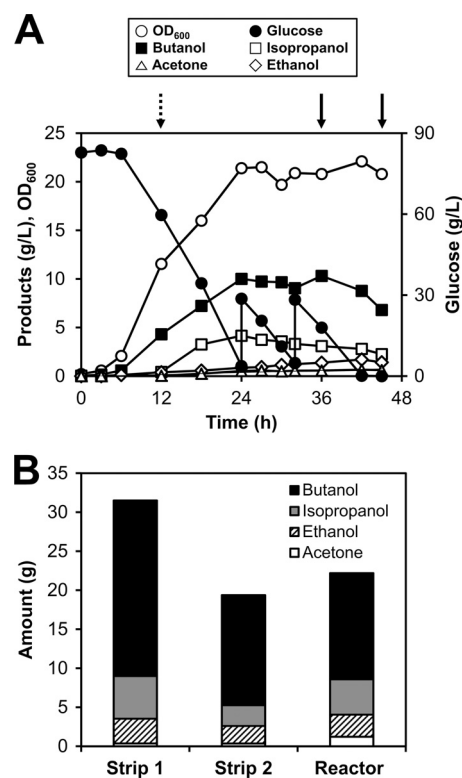 A
OD600 Glucose
Butanol Isopropanol
Acetone Ethanol
25 90
20
15 60
10
30
5
0 0
0 12 24 36 48
Products (g/L), OD600
Glucose (g/L)
Time (h)
B
35
30
25
20
15
10
5
0
Amount (g)
Butanol
Isopropanol
Ethanol
Acetone
Strip 1 Strip 2 Reactor